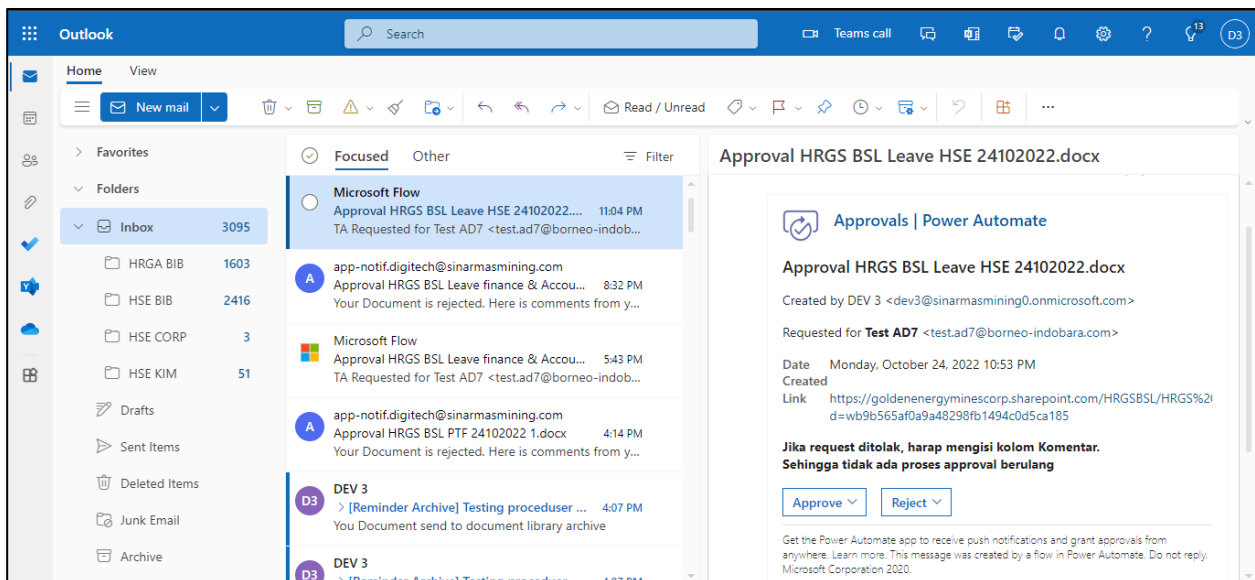 Outlook
Search
Teams call
13
D3
Home View
New mail
Read / Unread
Favorites
Folders
Inbox 3095
HRGA BIB 1603
HSE BIB 2416
HSE CORP 3
HSE KIM 51
Drafts
Sent Items
Deleted Items
Junk Email
Archive
Focused Other Filter
Microsoft Flow
Approval HRGS BSL Leave HSE 24102022.... 11:04 PM
TA Requested for Test AD7 <test.ad7@borneo-indob...
A
app-notif.digitech@sinarmasmining.com
Approval HRGS BSL Leave finance & Accou... 8:32 PM
Your Document is rejected. Here is comments from y...
Microsoft Flow
Approval HRGS BSL Leave finance & Accou... 5:43 PM
TA Requested for Test AD7 <test.ad7@borneo-indob...
A
app-notif.digitech@sinarmasmining.com
Approval HRGS BSL PTF 24102022 1.docx 4:14 PM
Your Document is rejected. Here is comments from y...
D3
DEV 3
> [Reminder Archive] Testing proceduser ... 4:07 PM
You Document send to document library archive
D3
DEV 3
> [Reminder Archive] Testing proceduser... 4:07 PM
Approval HRGS BSL Leave HSE 24102022.docx
Approvals | Power Automate
Approval HRGS BSL Leave HSE 24102022.docx
Created by DEV 3 <dev3@sinarmasmining0.onmicrosoft.com>
Requested for Test AD7 <test.ad7@borneo-indobara.com>
Date Monday, October 24, 2022 10:53 PM
Created
Link https://goldenenergyminescorp.sharepoint.com/HRGSBSL/HRGS%20
d=wb9b565af0a9a48298fb1494c0d5ca185
Jika request ditolak, harap mengisi kolom Komentar.
Sehingga tidak ada proses approval berulang
Approve Reject
Get the Power Automate app to receive push notifications and grant approvals from
anywhere. Learn more. This message was created by a flow in Power Automate. Do not reply.
Microsoft Corporation 2020.